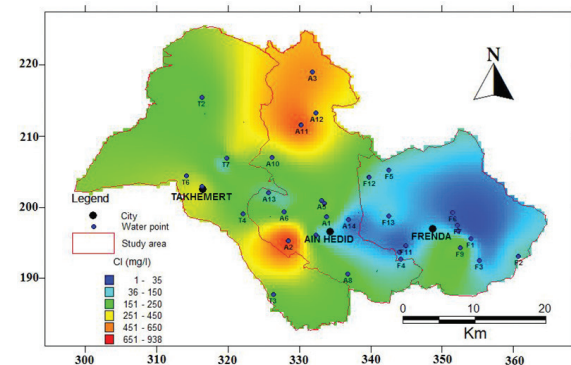 220
210
200
190
N
A3
A12
A11
T2
T7
A10
T6
TAKHEMERT
A13
T4
A6
A5
A1
A14
AIN HEDID
A2
A8
T3
F5
F12
F13
F11
F4
FRENDA
F6
F1
F9
F3
F2
Legend
City
Water point
Study area
Cl (mg/l)
1 - 35
36 - 150
151 - 250
251 - 450
451 - 650
651 - 938
0 10 20
Km
300 310 320 330 340 350 360